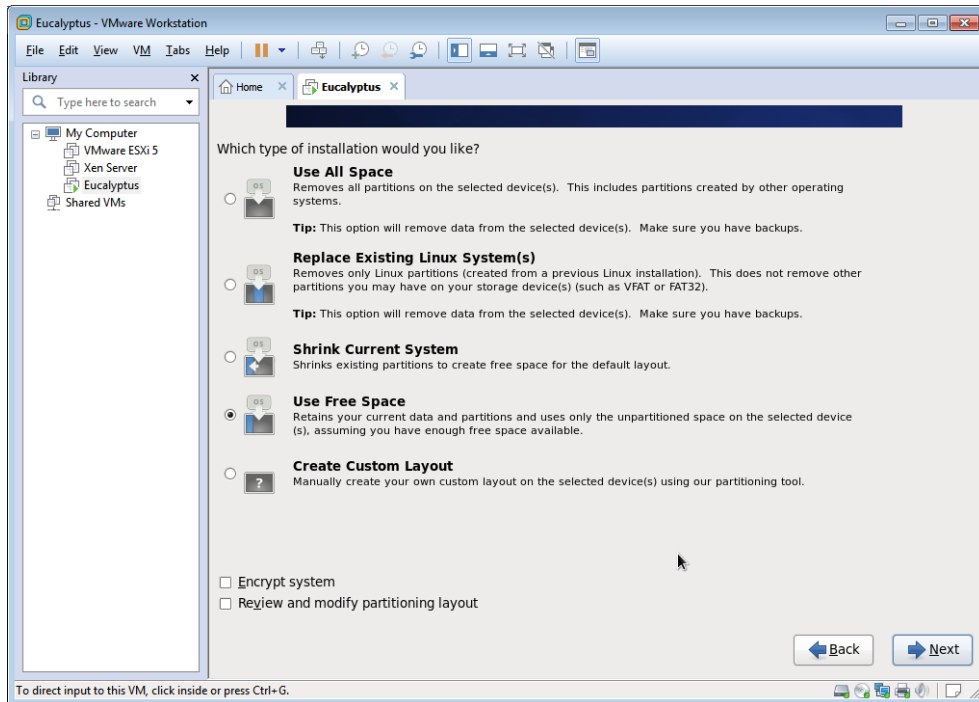 Eucalyptus - VMware Workstation
File Edit View VM Tabs Help
Library
Type here to search
My Computer
VMware ESXi 5
Xen Server
Eucalyptus
Shared VMs
Home
Eucalyptus
Which type of installation would you like?
OS
Use All Space
Removes all partitions on the selected device(s). This includes partitions created by other operating
systems.
Tip: This option will remove data from the selected device(s). Make sure you have backups.
OS
Replace Existing Linux System(s)
Removes only Linux partitions (created from a previous Linux installation). This does not remove other
partitions you may have on your storage device(s) (such as VFAT or FAT32).
Tip: This option will remove data from the selected device(s). Make sure you have backups.
OS
Shrink Current System
Shrinks existing partitions to create free space for the default layout.
OS
Use Free Space
Retains your current data and partitions and uses only the unpartitioned space on the selected device
(s), assuming you have enough free space available.
?
Create Custom Layout
Manually create your own custom layout on the selected device(s) using our partitioning tool.
Encrypt system
Review and modify partitioning layout
Back
Next
To direct input to this VM, click inside or press Ctrl+G.